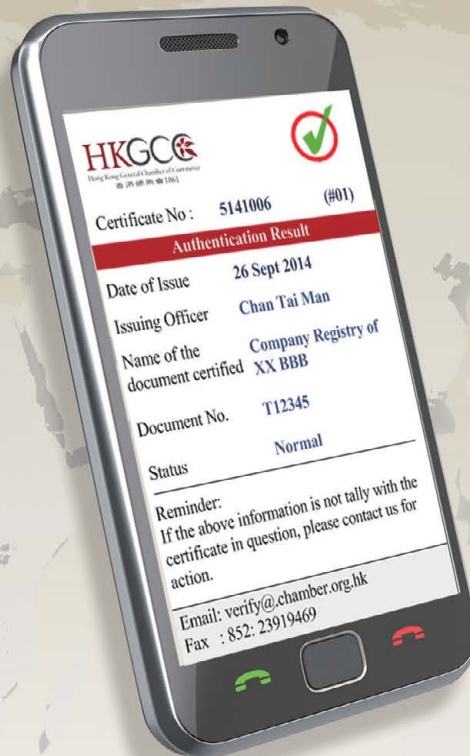 HKGCC
Hong Kong General Chamber of Commerce
香港總商會1861
Certificate No : 5141006 (#01)
Authentication Result
Date of Issue 26 Sept 2014
Issuing Officer Chan Tai Man
Name of the document certified Company Registry of XX BBB
Document No. T12345
Status Normal
Reminder:
If the above information is not tally with the
certificate in question, please contact us for
action.
Email: verify@.chamber.org.hk
Fax : 852: 23919469